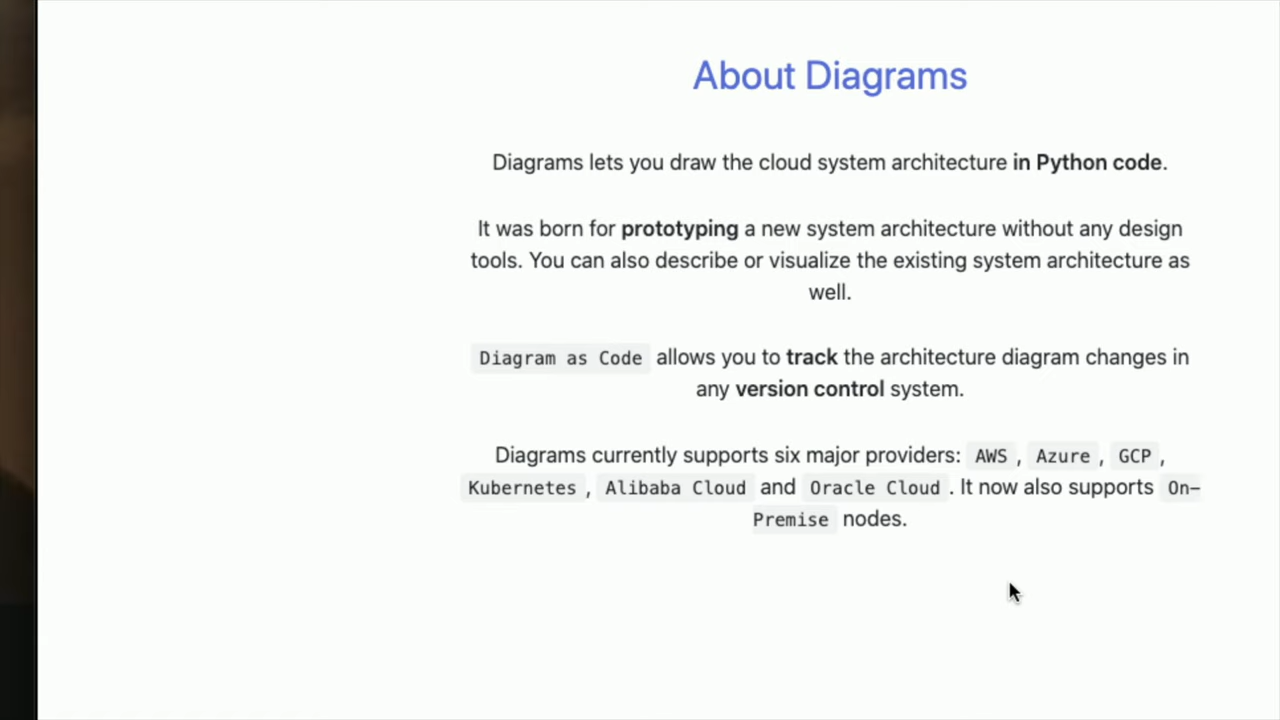 About Diagrams
Diagrams lets you draw the cloud system architecture in Python code.
It was born for prototyping a new system architecture without any design
tools. You can also describe or visualize the existing system architecture as
well.
Diagram as Code allows you to track the architecture diagram changes in
any version control system.
Diagrams currently supports six major providers: AWS , Azure , GCP ,
Kubernetes , Alibaba Cloud and Oracle Cloud . It now also supports On-
Premise nodes.